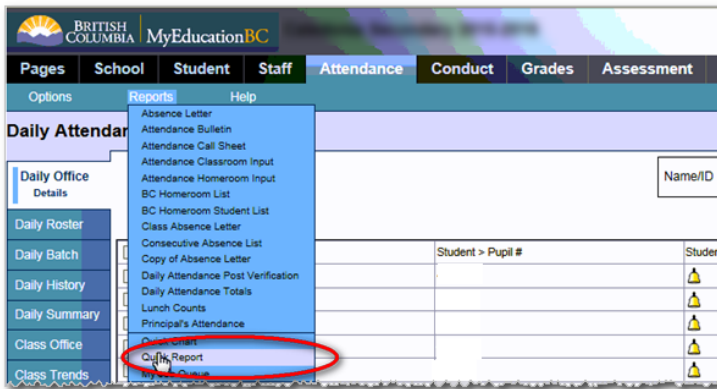 BRITISH
COLUMBIA
MyEducationBC
Pages School Student Staff Attendance Conduct Grades Assessment
Options Reports Help
Daily Attendan
Daily Office
Details
Daily Roster
Daily Batch
Daily History
Daily Summary
Class Office
Class Trends
Absence Letter
Attendance Bulletin
Attendance Call Sheet
Attendance Classroom Input
Attendance Homeroom Input
BC Homeroom List
BC Homeroom Student List
Class Absence Letter
Consecutive Absence List
Copy of Absence Letter
Daily Attendance Post Verification
Daily Attendance Totals
Lunch Counts
Principal's Attendance
Quick Chart
Quick Report
Queue
Name/ID
Student > Pupil #
Studen